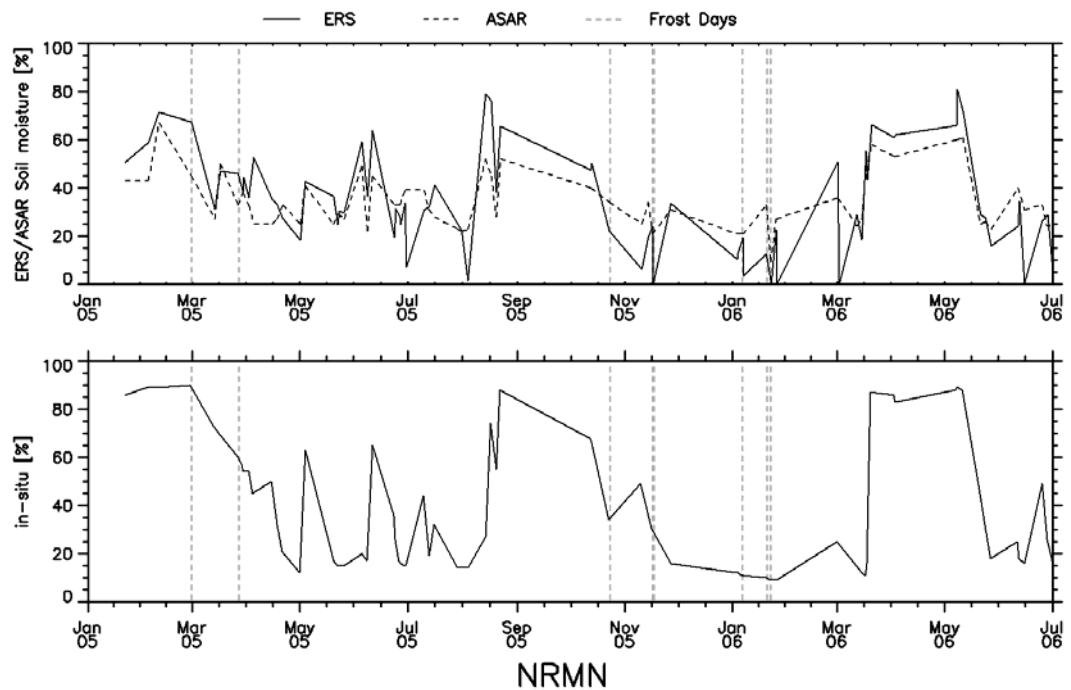 ERS ASAR Frost Days
ERS/ASAR Soil moisture [%]
100
80
60
40
20
0
Jan Mar May Jul Sep Nov Jan Mar May Jul
05 05 05 05 05 05 06 06 06 06
in-situ [%]
100
80
60
40
20
0
Jan Mar May Jul Sep Nov Jan Mar May Jul
05 05 05 05 05 05 06 06 06 06
NRMN